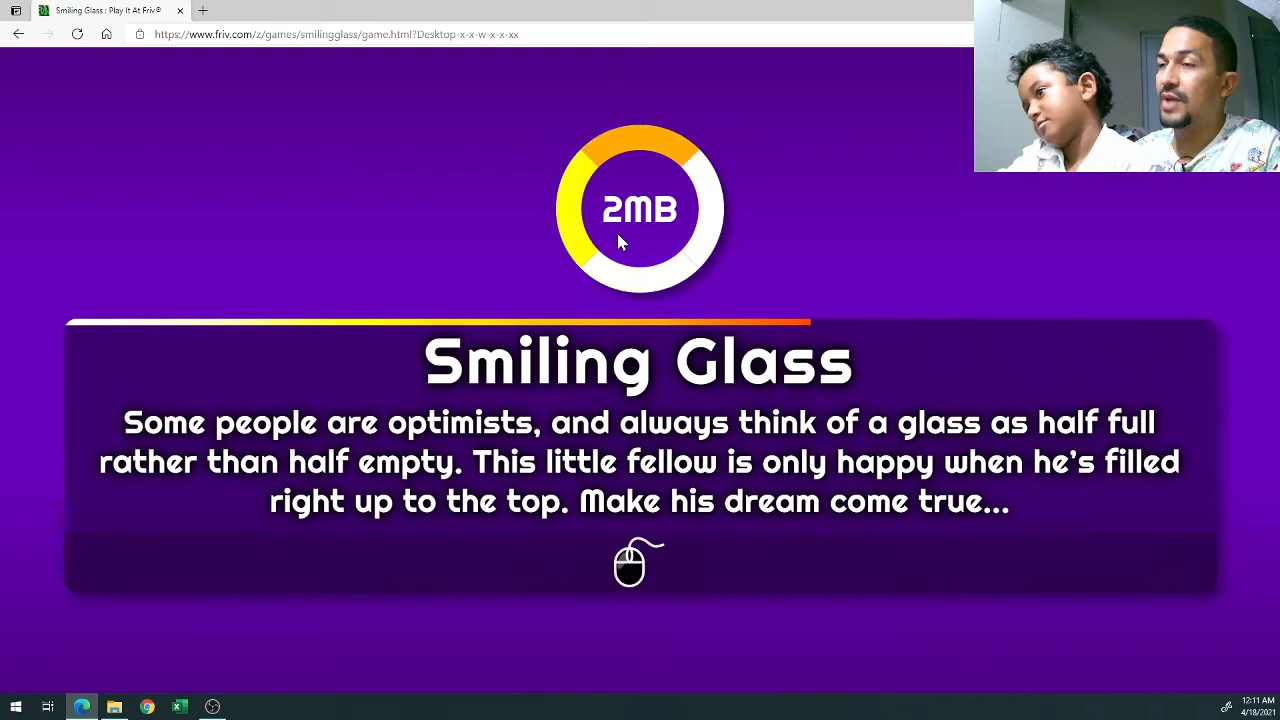 Smiling Glass : Play It At Friv®
https://www.friv.com/z/games/smilingglass/game.html?Desktop-x-x-w-x-x-xx
2MB
Smiling Glass
Some people are optimists, and always think of a glass as half full
rather than half empty. This little fellow is only happy when he's filled
right up to the top. Make his dream come true...
12:11 AM
4/18/2021